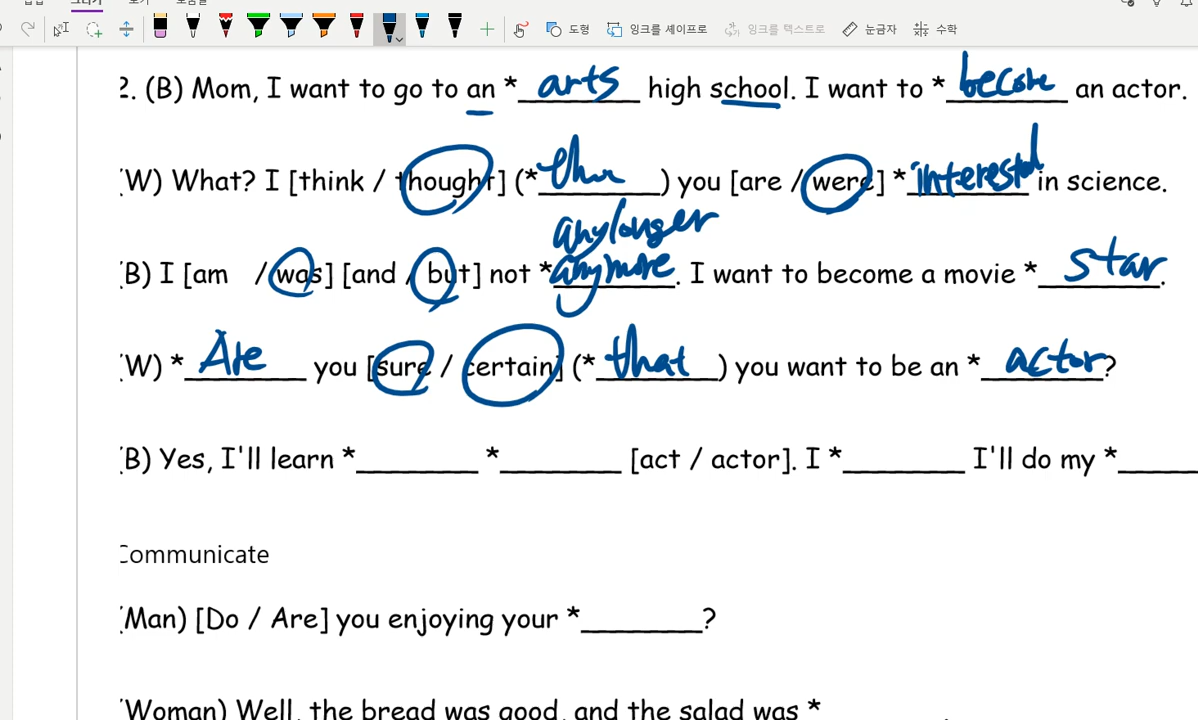 도형 잉크를 셰이프로 잉크를 텍스트로 눈금자 수학
2. (B) Mom, I want to go to an * arts high school. I want to * become an actor.
(W) What? I [think / thought] (* tha ) you [are / were] * interested in science.
anylonger
(B) I [am / was] [and / but] not * anymore. I want to become a movie * star.
(W) * Are you [sure / certain] (* that ) you want to be an * actor?
(B) Yes, I'll learn *________ *________ [act / actor]. I *________ I'll do my *_____
Communicate
(Man) [Do / Are] you enjoying your *________?
(Woman) Well, the bread was good, and the salad was *